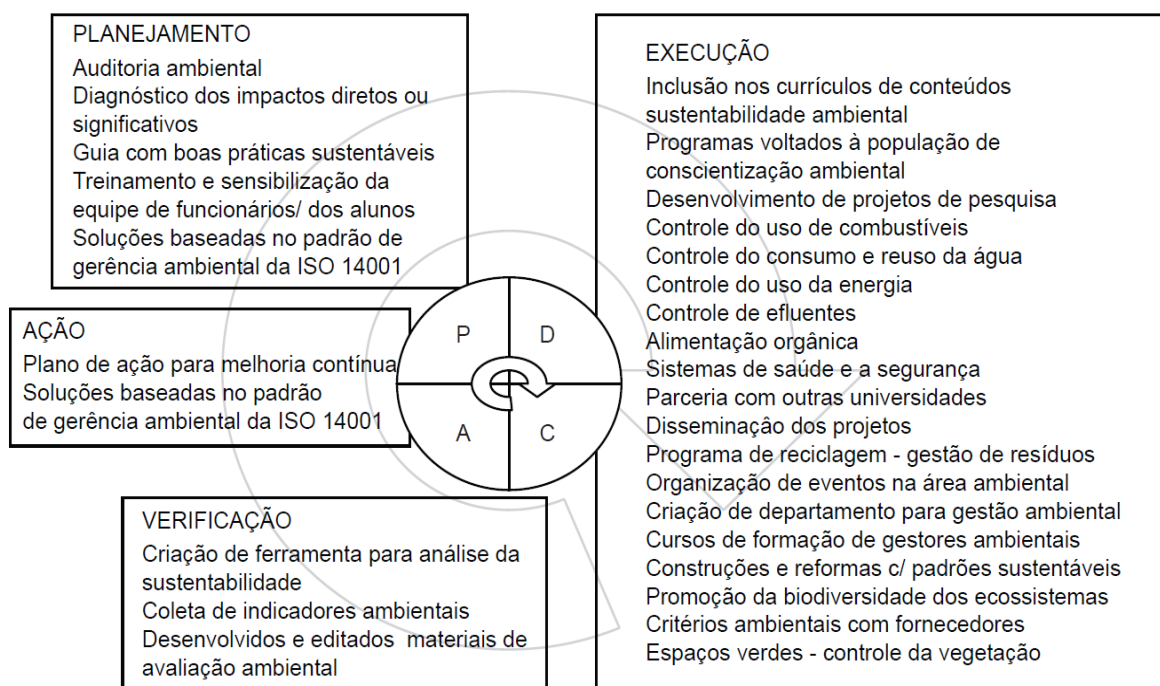 PLANEJAMENTO
Auditoria ambiental
Diagnóstico dos impactos diretos ou
significativos
Guia com boas práticas sustentáveis
Treinamento e sensibilização da
equipe de funcionários/ dos alunos
Soluções baseadas no padrão de
gerência ambiental da ISO 14001
EXECUÇÃO
Inclusão nos currículos de conteúdos
sustentabilidade ambiental
Programas voltados à população de
conscientização ambiental
Desenvolvimento de projetos de pesquisa
Controle do uso de combustíveis
Controle do consumo e reuso da água
Controle do uso da energia
Controle de efluentes
Alimentação orgânica
Sistemas de saúde e a segurança
Parceria com outras universidades
Disseminaçâo dos projetos
Programa de reciclagem - gestão de resíduos
Organização de eventos na área ambiental
Criação de departamento para gestão ambiental
Cursos de formação de gestores ambientais
Construções e reformas c/ padrões sustentáveis
Promoção da biodiversidade dos ecossistemas
Critérios ambientais com fornecedores
Espaços verdes - controle da vegetação
P D
A C
AÇÃO
Plano de ação para melhoria contínua
Soluções baseadas no padrão
de gerência ambiental da ISO 14001
VERIFICAÇÃO
Criação de ferramenta para análise da
sustentabilidade
Coleta de indicadores ambientais
Desenvolvidos e editados materiais de
avaliação ambiental